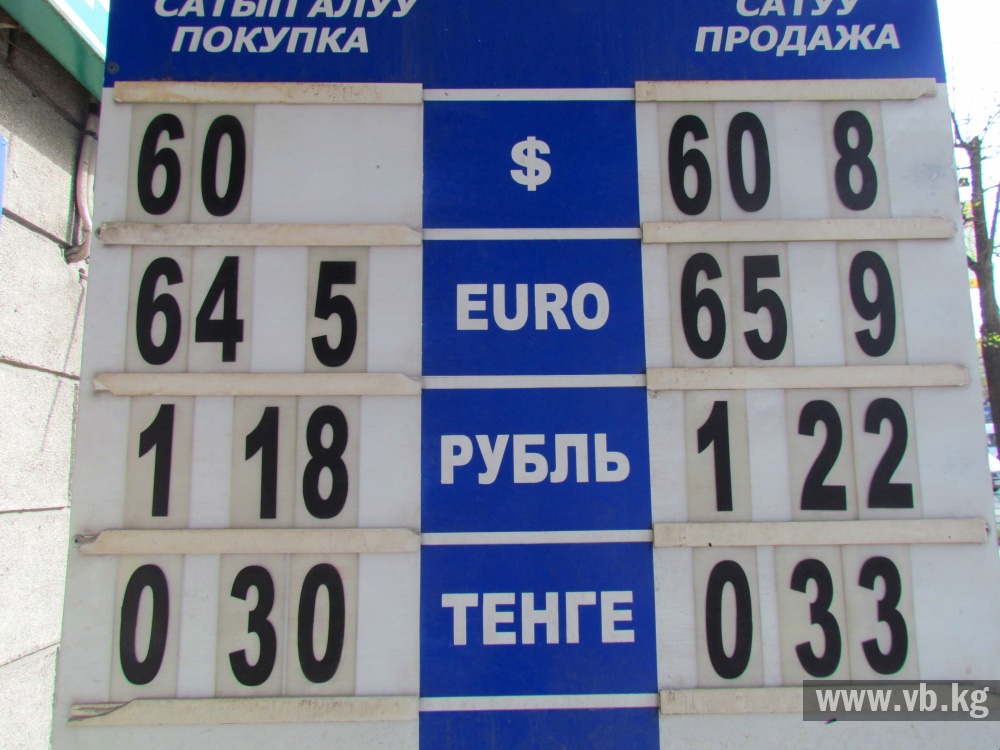 САТЫП АЛУУ САТУУ
ПОКУПКА ПРОДАЖА
60 $ 60 8
64 5 EURO 65 9
1 18 РУБЛЬ 1 22
0 30 ТЕНГЕ 0 33
www.vb.kg